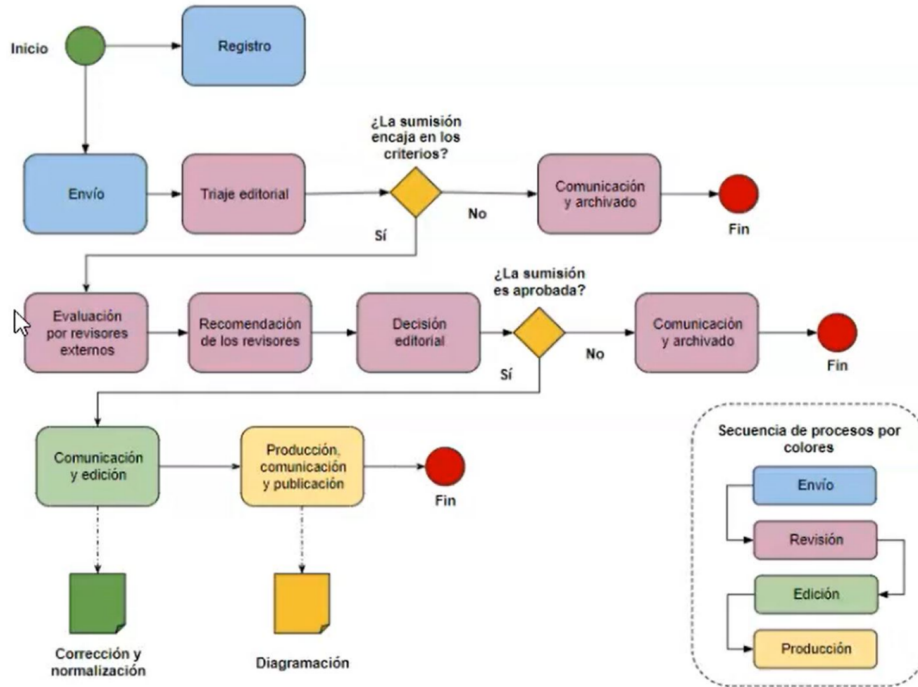 Inicio
Registro
¿La sumisión
encaja en los
criterios?
Envío
Triaje editorial
No
Comunicación
y archivado
Fin
Sí
¿La sumisión
es aprobada?
Evaluación
por revisores
externos
Recomendación
de los revisores
Decisión
editorial
No
Comunicación
y archivado
Fin
Sí
Comunicación
y edición
Producción,
comunicación
y publicación
Fin
Corrección y
normalización
Diagramación
Secuencia de procesos por
colores
Envío
Revisión
Edición
Producción